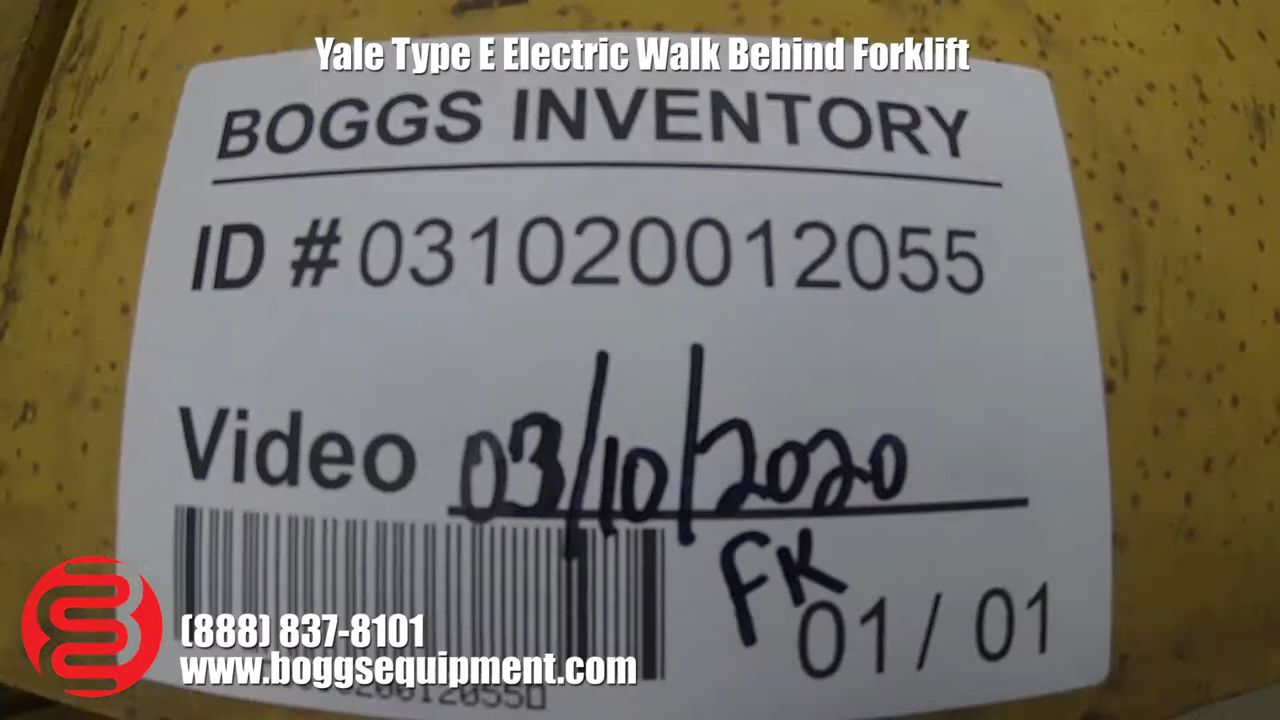 Yale Type E Electric Walk Behind Forklift
BOGGS INVENTORY
ID # 031020012055
Video 03/10/2020
FK
01 / 01
(888) 837-8101
www.boggsequipment.com
20012055